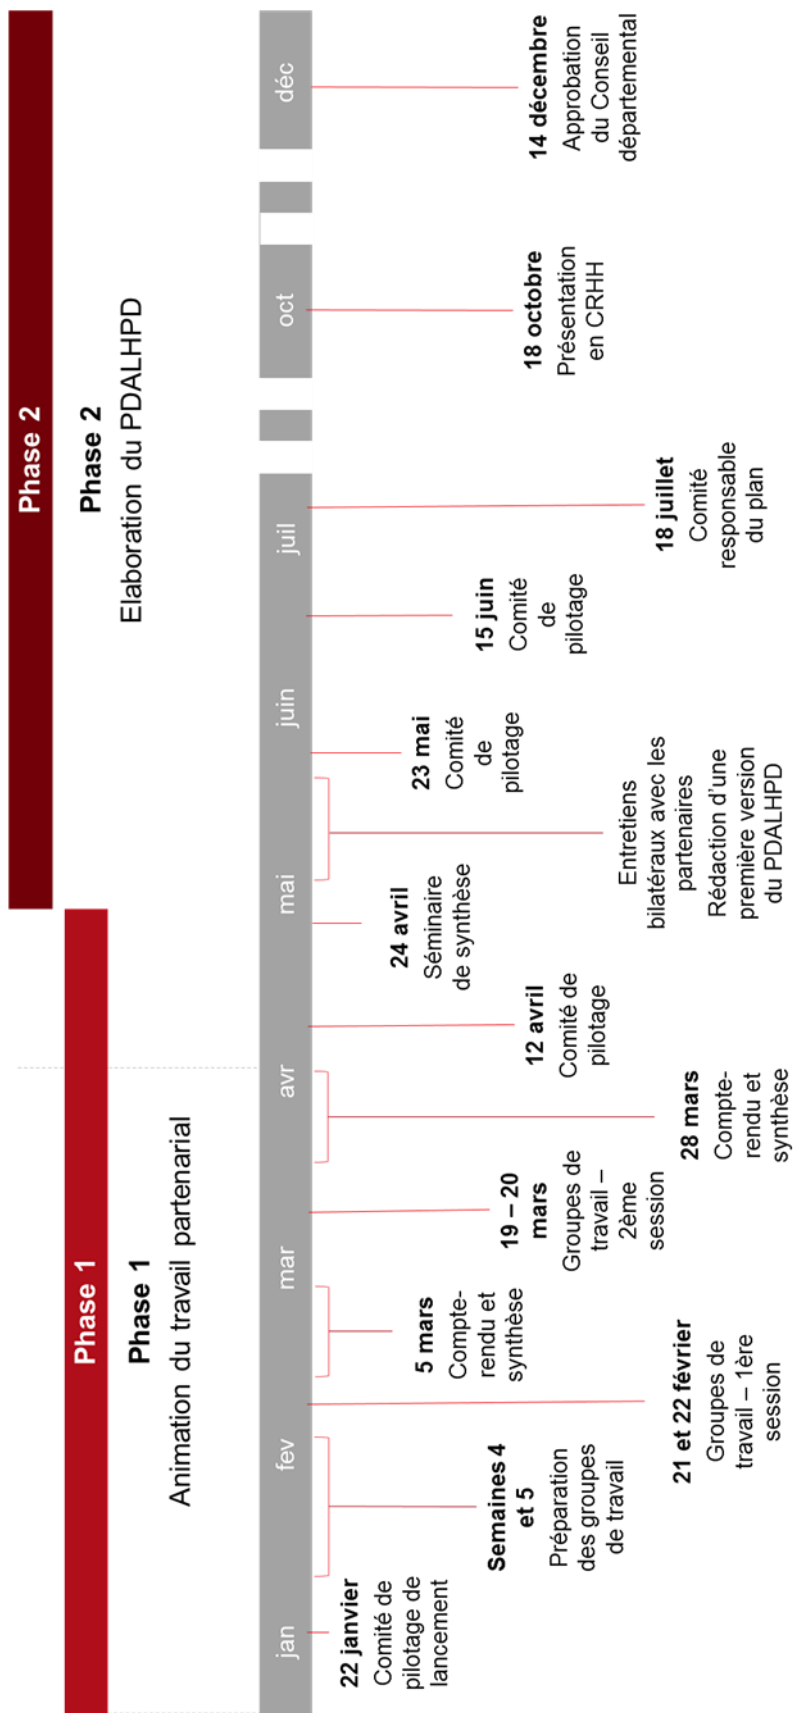 Phase 1
Phase 2
Phase 1
Animation du travail partenarial
Phase 2
Elaboration du PDALHPD
jan
fev
mar
avr
mai
juin
juil
oct
déc
22 janvier
Comité de
pilotage de
lancement
Semaines 4
et 5
Préparation
des groupes
de travail
21 et 22 février
Groupes de
travail – 1ère
session
5 mars
Compte-
rendu et
synthèse
19 – 20
mars
Groupes de
travail –
2ème
session
28 mars
Compte-
rendu et
synthèse
12 avril
Comité de
pilotage
24 avril
Séminaire
de synthèse
Entretiens
bilatéraux avec les
partenaires
Rédaction d'une
première version
du PDALHPD
23 mai
Comité
de
pilotage
15 juin
Comité
de
pilotage
18 juillet
Comité
responsable
du plan
18 octobre
Présentation
en CRHH
14 décembre
Approbation
du Conseil
départemental